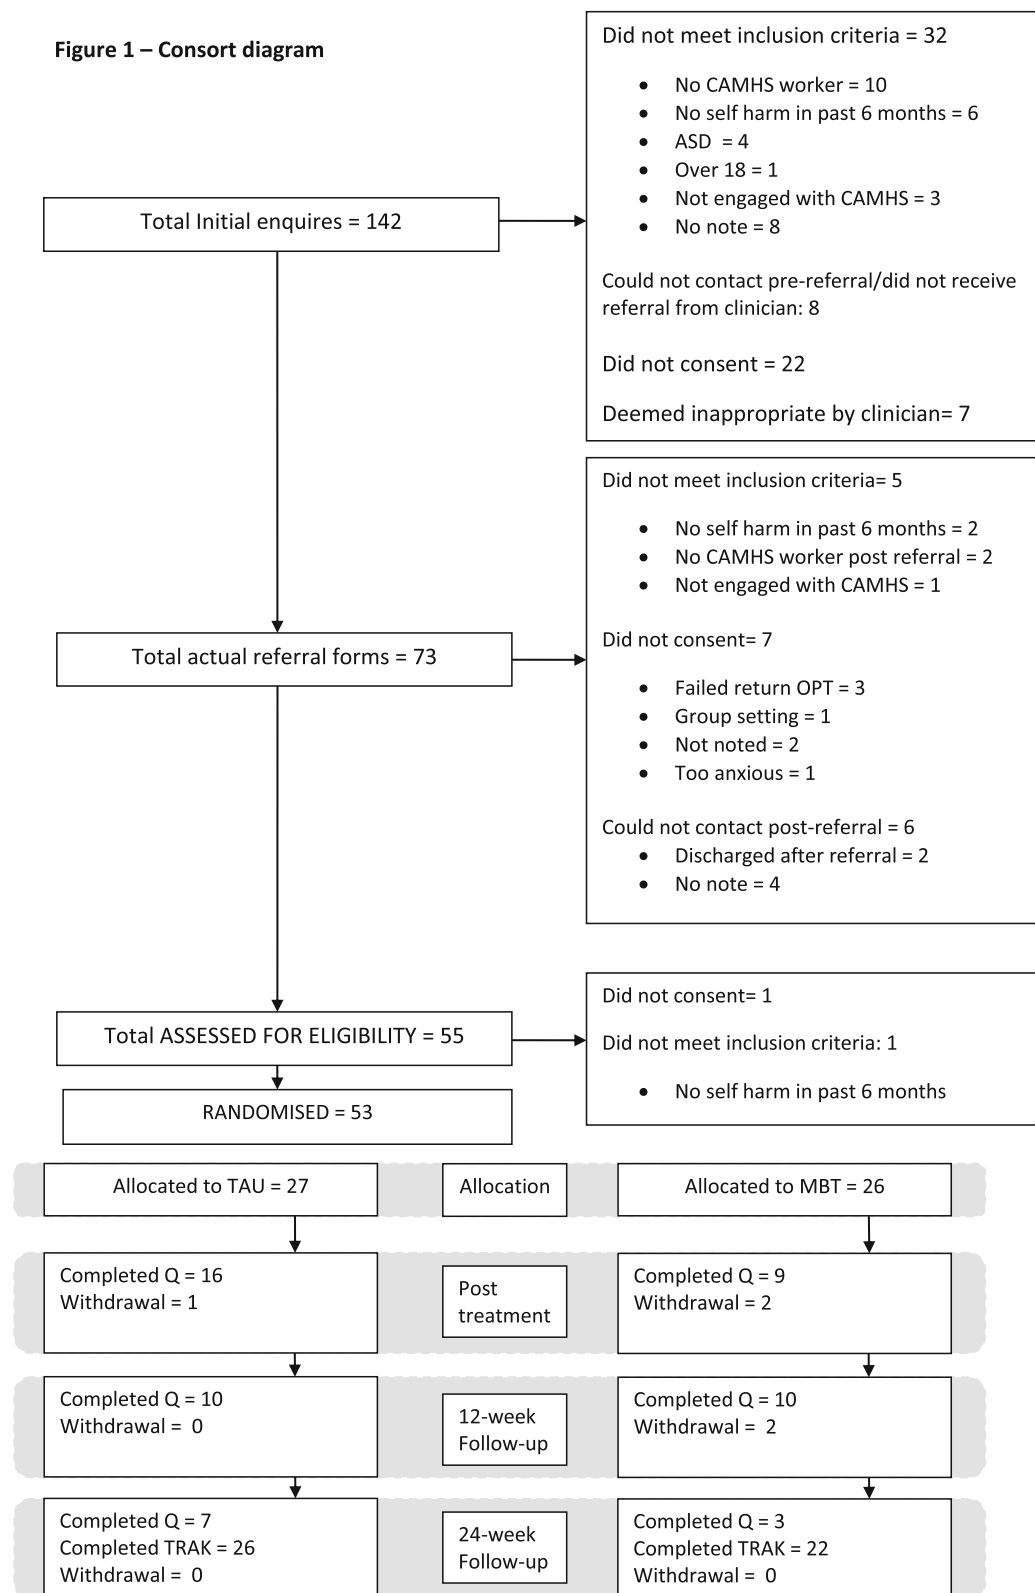 Figure 1 – Consort diagram
Did not meet inclusion criteria = 32
• No CAMHS worker = 10
• No self harm in past 6 months = 6
• ASD = 4
• Over 18 = 1
• Not engaged with CAMHS = 3
• No note = 8
Could not contact pre-referral/did not receive
referral from clinician: 8
Did not consent = 22
Deemed inappropriate by clinician= 7
Total Initial enquires = 142
Did not meet inclusion criteria= 5
• No self harm in past 6 months = 2
• No CAMHS worker post referral = 2
• Not engaged with CAMHS = 1
Did not consent= 7
• Failed return OPT = 3
• Group setting = 1
• Not noted = 2
• Too anxious = 1
Could not contact post-referral = 6
• Discharged after referral = 2
• No note = 4
Total actual referral forms = 73
Did not consent= 1
Did not meet inclusion criteria: 1
• No self harm in past 6 months
Total ASSESSED FOR ELIGIBILITY = 55
RANDOMISED = 53
Allocated to TAU = 27
Allocation
Allocated to MBT = 26
Completed Q = 16
Withdrawal = 1
Post
treatment
Completed Q = 9
Withdrawal = 2
Completed Q = 10
Withdrawal = 0
12-week
Follow-up
Completed Q = 10
Withdrawal = 2
Completed Q = 7
Completed TRAK = 26
Withdrawal = 0
24-week
Follow-up
Completed Q = 3
Completed TRAK = 22
Withdrawal = 0